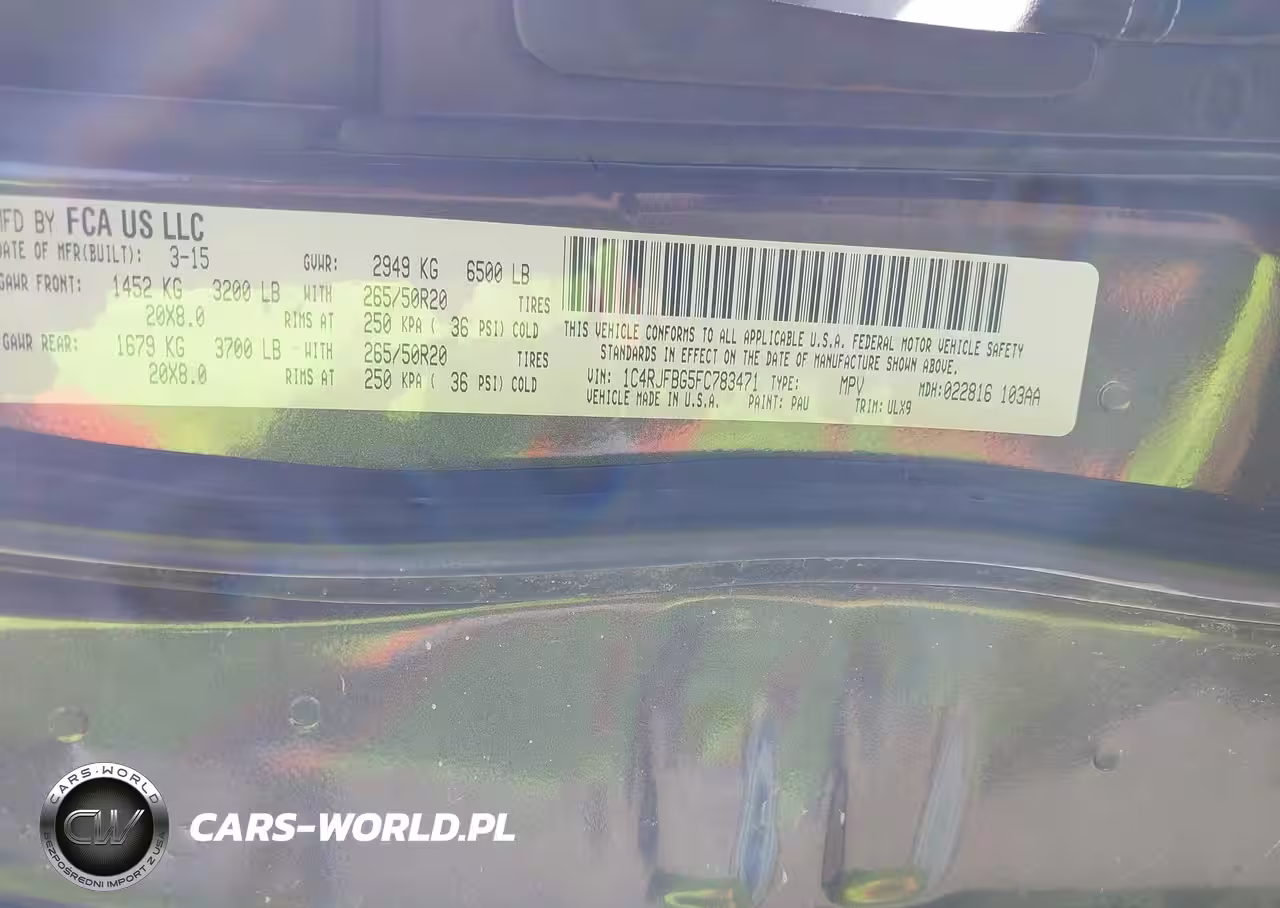 MFD BY FCA US LLC
DATE OF MFR(BUILT): 3-15 GVWR: 2949 KG 6500 LB
GAWR FRONT: 1452 KG 3200 LB WITH 265/50R20 TIRES
20X8.0 RIMS AT 250 KPA ( 36 PSI) COLD
GAWR REAR: 1679 KG 3700 LB - WITH 265/50R20 TIRES
20X8.0 RIMS AT 250 KPA ( 36 PSI) COLD
THIS VEHICLE CONFORMS TO ALL APPLICABLE U.S.A. FEDERAL MOTOR VEHICLE SAFETY
STANDARDS IN EFFECT ON THE DATE OF MANUFACTURE SHOWN ABOVE.
VIN: 1C4RJFBG5FC783471 TYPE: MPV MDH:022816 103AA
VEHICLE MADE IN U.S.A. PAINT: PAU TRIM: ULX9
CARS-WORLD
CW
BEZPOŚREDNI IMPORT Z USA
CARS-WORLD.PL